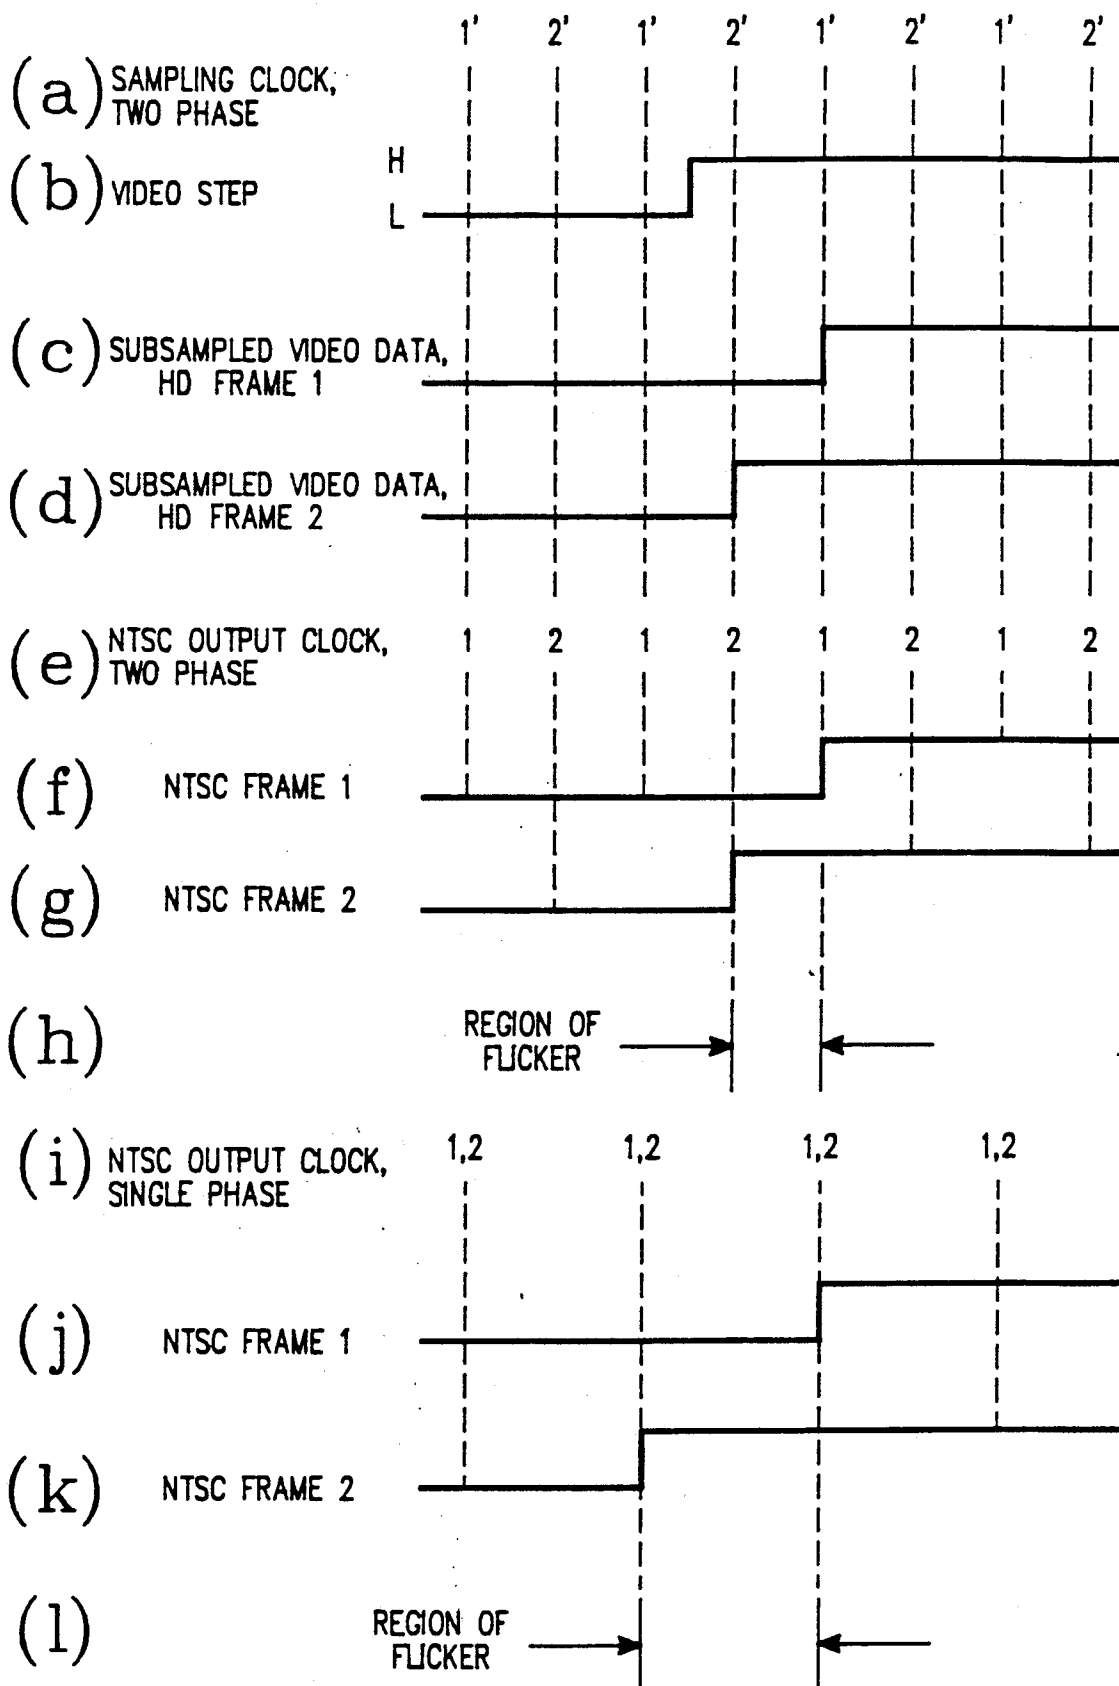 1' 2' 1' 2' 1' 2' 1' 2'
(a) SAMPLING CLOCK,
TWO PHASE
H
(b) VIDEO STEP
L
(c) SUBSAMPLED VIDEO DATA,
HD FRAME 1
(d) SUBSAMPLED VIDEO DATA,
HD FRAME 2
(e) NTSC OUTPUT CLOCK,
TWO PHASE
1 2 1 2 1 2 1 2
(f) NTSC FRAME 1
(g) NTSC FRAME 2
(h) REGION OF
FLICKER
(i) NTSC OUTPUT CLOCK,
SINGLE PHASE
1,2 1,2 1,2 1,2
(j) NTSC FRAME 1
(k) NTSC FRAME 2
(l) REGION OF
FLICKER